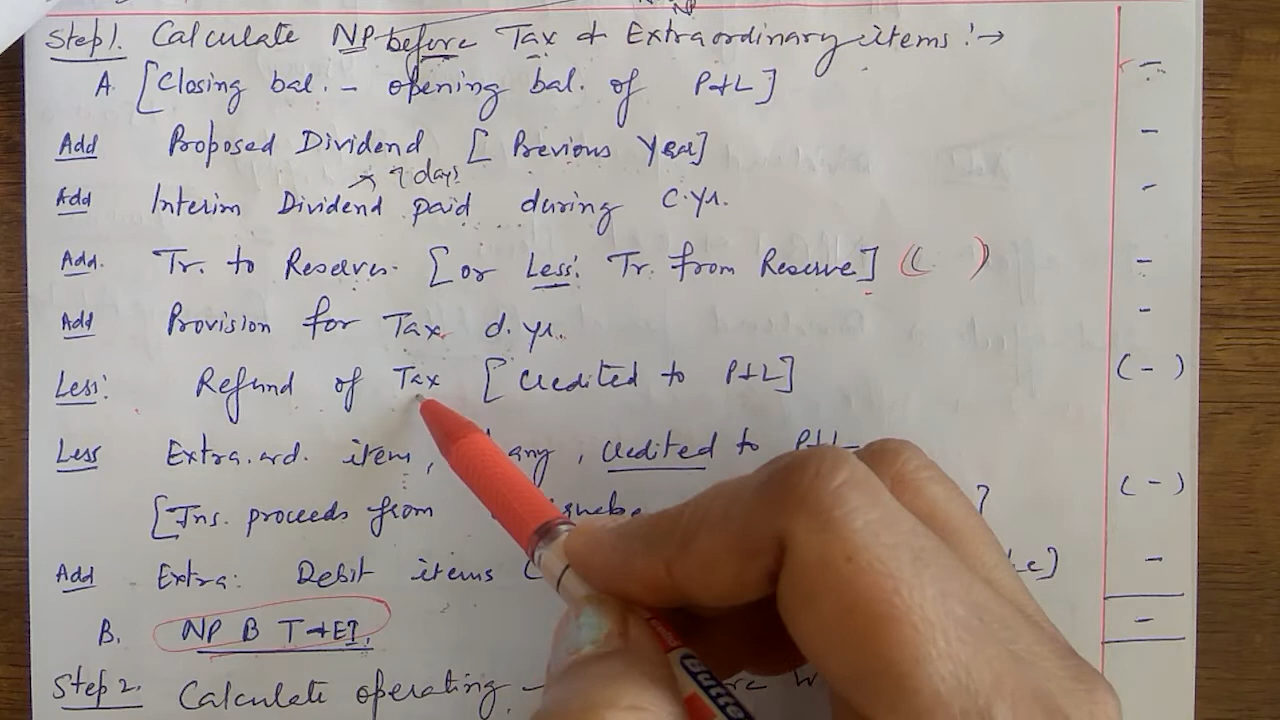 NP
Step 1. Calculate NP before Tax & Extraordinary items :→
A. [Closing bal. - opening bal. of P&L] -
Add Proposed Dividend [Previous Year] -
Add Interim Dividend paid during C.yr. -
Add. Tr. to Reserves. [or Less: Tr. from Reserve] ( ) -
Add Provision for Tax d. yr. -
Less: Refund of Tax [Credited to P&L] (-)
Less Extra.ord. item, any, Credited to P&L
[Ins. proceeds from ] (-)
Add Extra: Debit items ( ] -
B. NP B T&EI. -
Step 2. Calculate operating
Butte